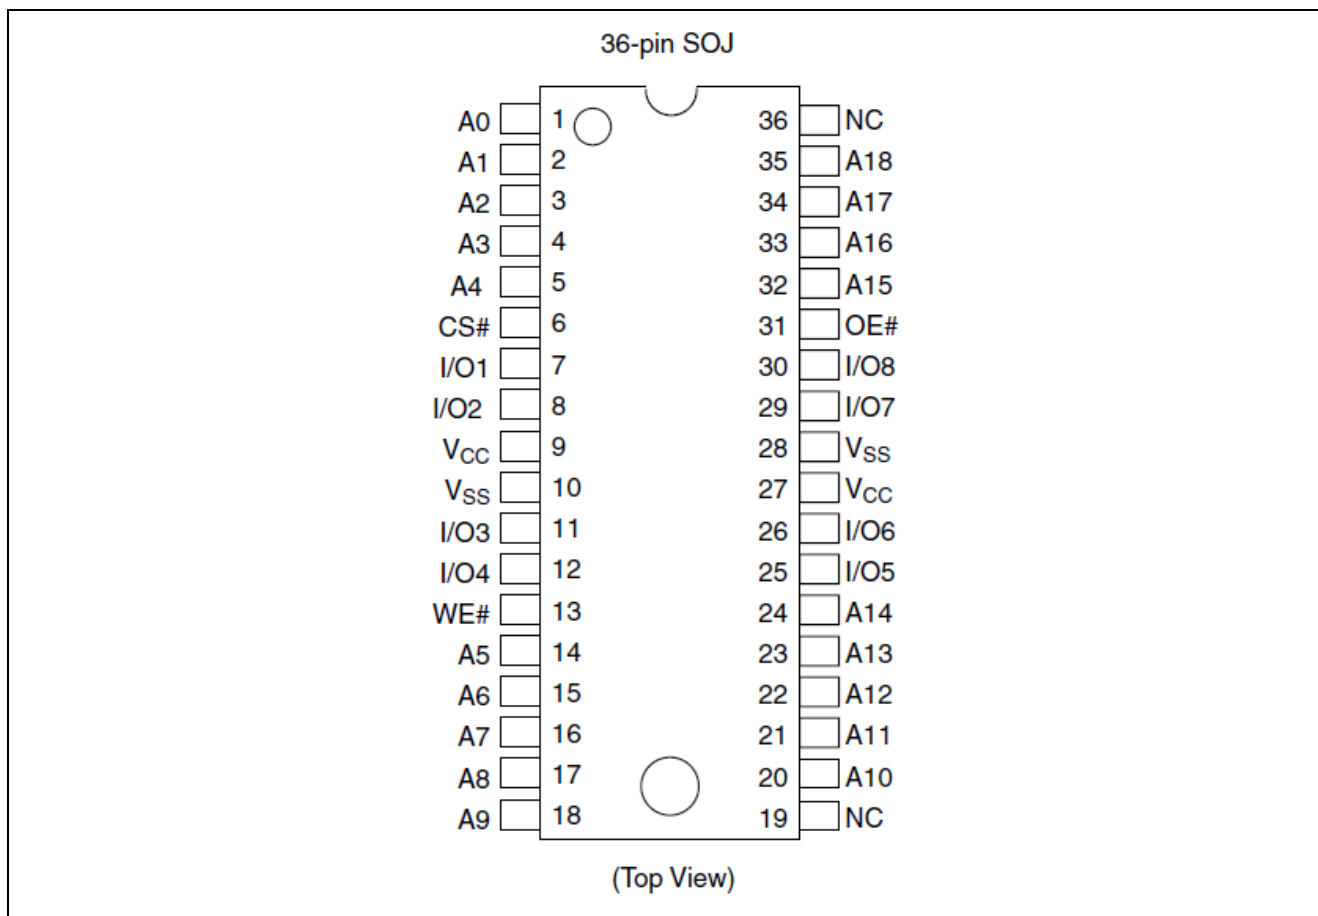 36-pin SOJ
A0 1 36 NC
A1 2 35 A18
A2 3 34 A17
A3 4 33 A16
A4 5 32 A15
CS# 6 31 OE#
I/O1 7 30 I/O8
I/O2 8 29 I/O7
VCC 9 28 VSS
VSS 10 27 VCC
I/O3 11 26 I/O6
I/O4 12 25 I/O5
WE# 13 24 A14
A5 14 23 A13
A6 15 22 A12
A7 16 21 A11
A8 17 20 A10
A9 18 19 NC
(Top View)